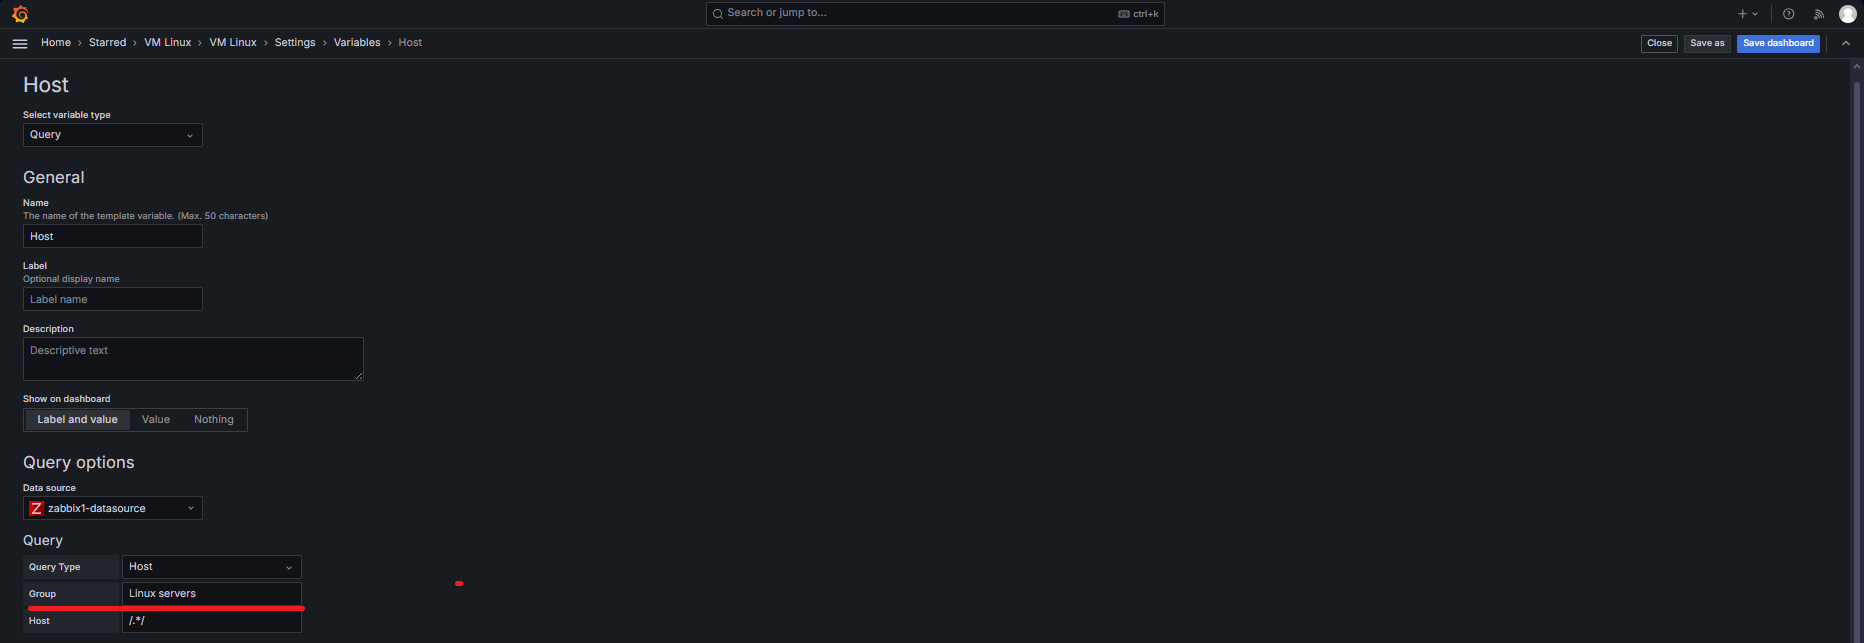 Search or jump to... ctrl+k
Home › Starred › VM Linux › VM Linux › Settings › Variables › Host
Close Save as Save dashboard
Host
Select variable type
Query
General
Name
The name of the template variable. (Max. 50 characters)
Host
Label
Optional display name
Label name
Description
Descriptive text
Show on dashboard
Label and value Value Nothing
Query options
Data source
Z zabbix1-datasource
Query
Query Type Host
Group Linux servers
Host /.*/